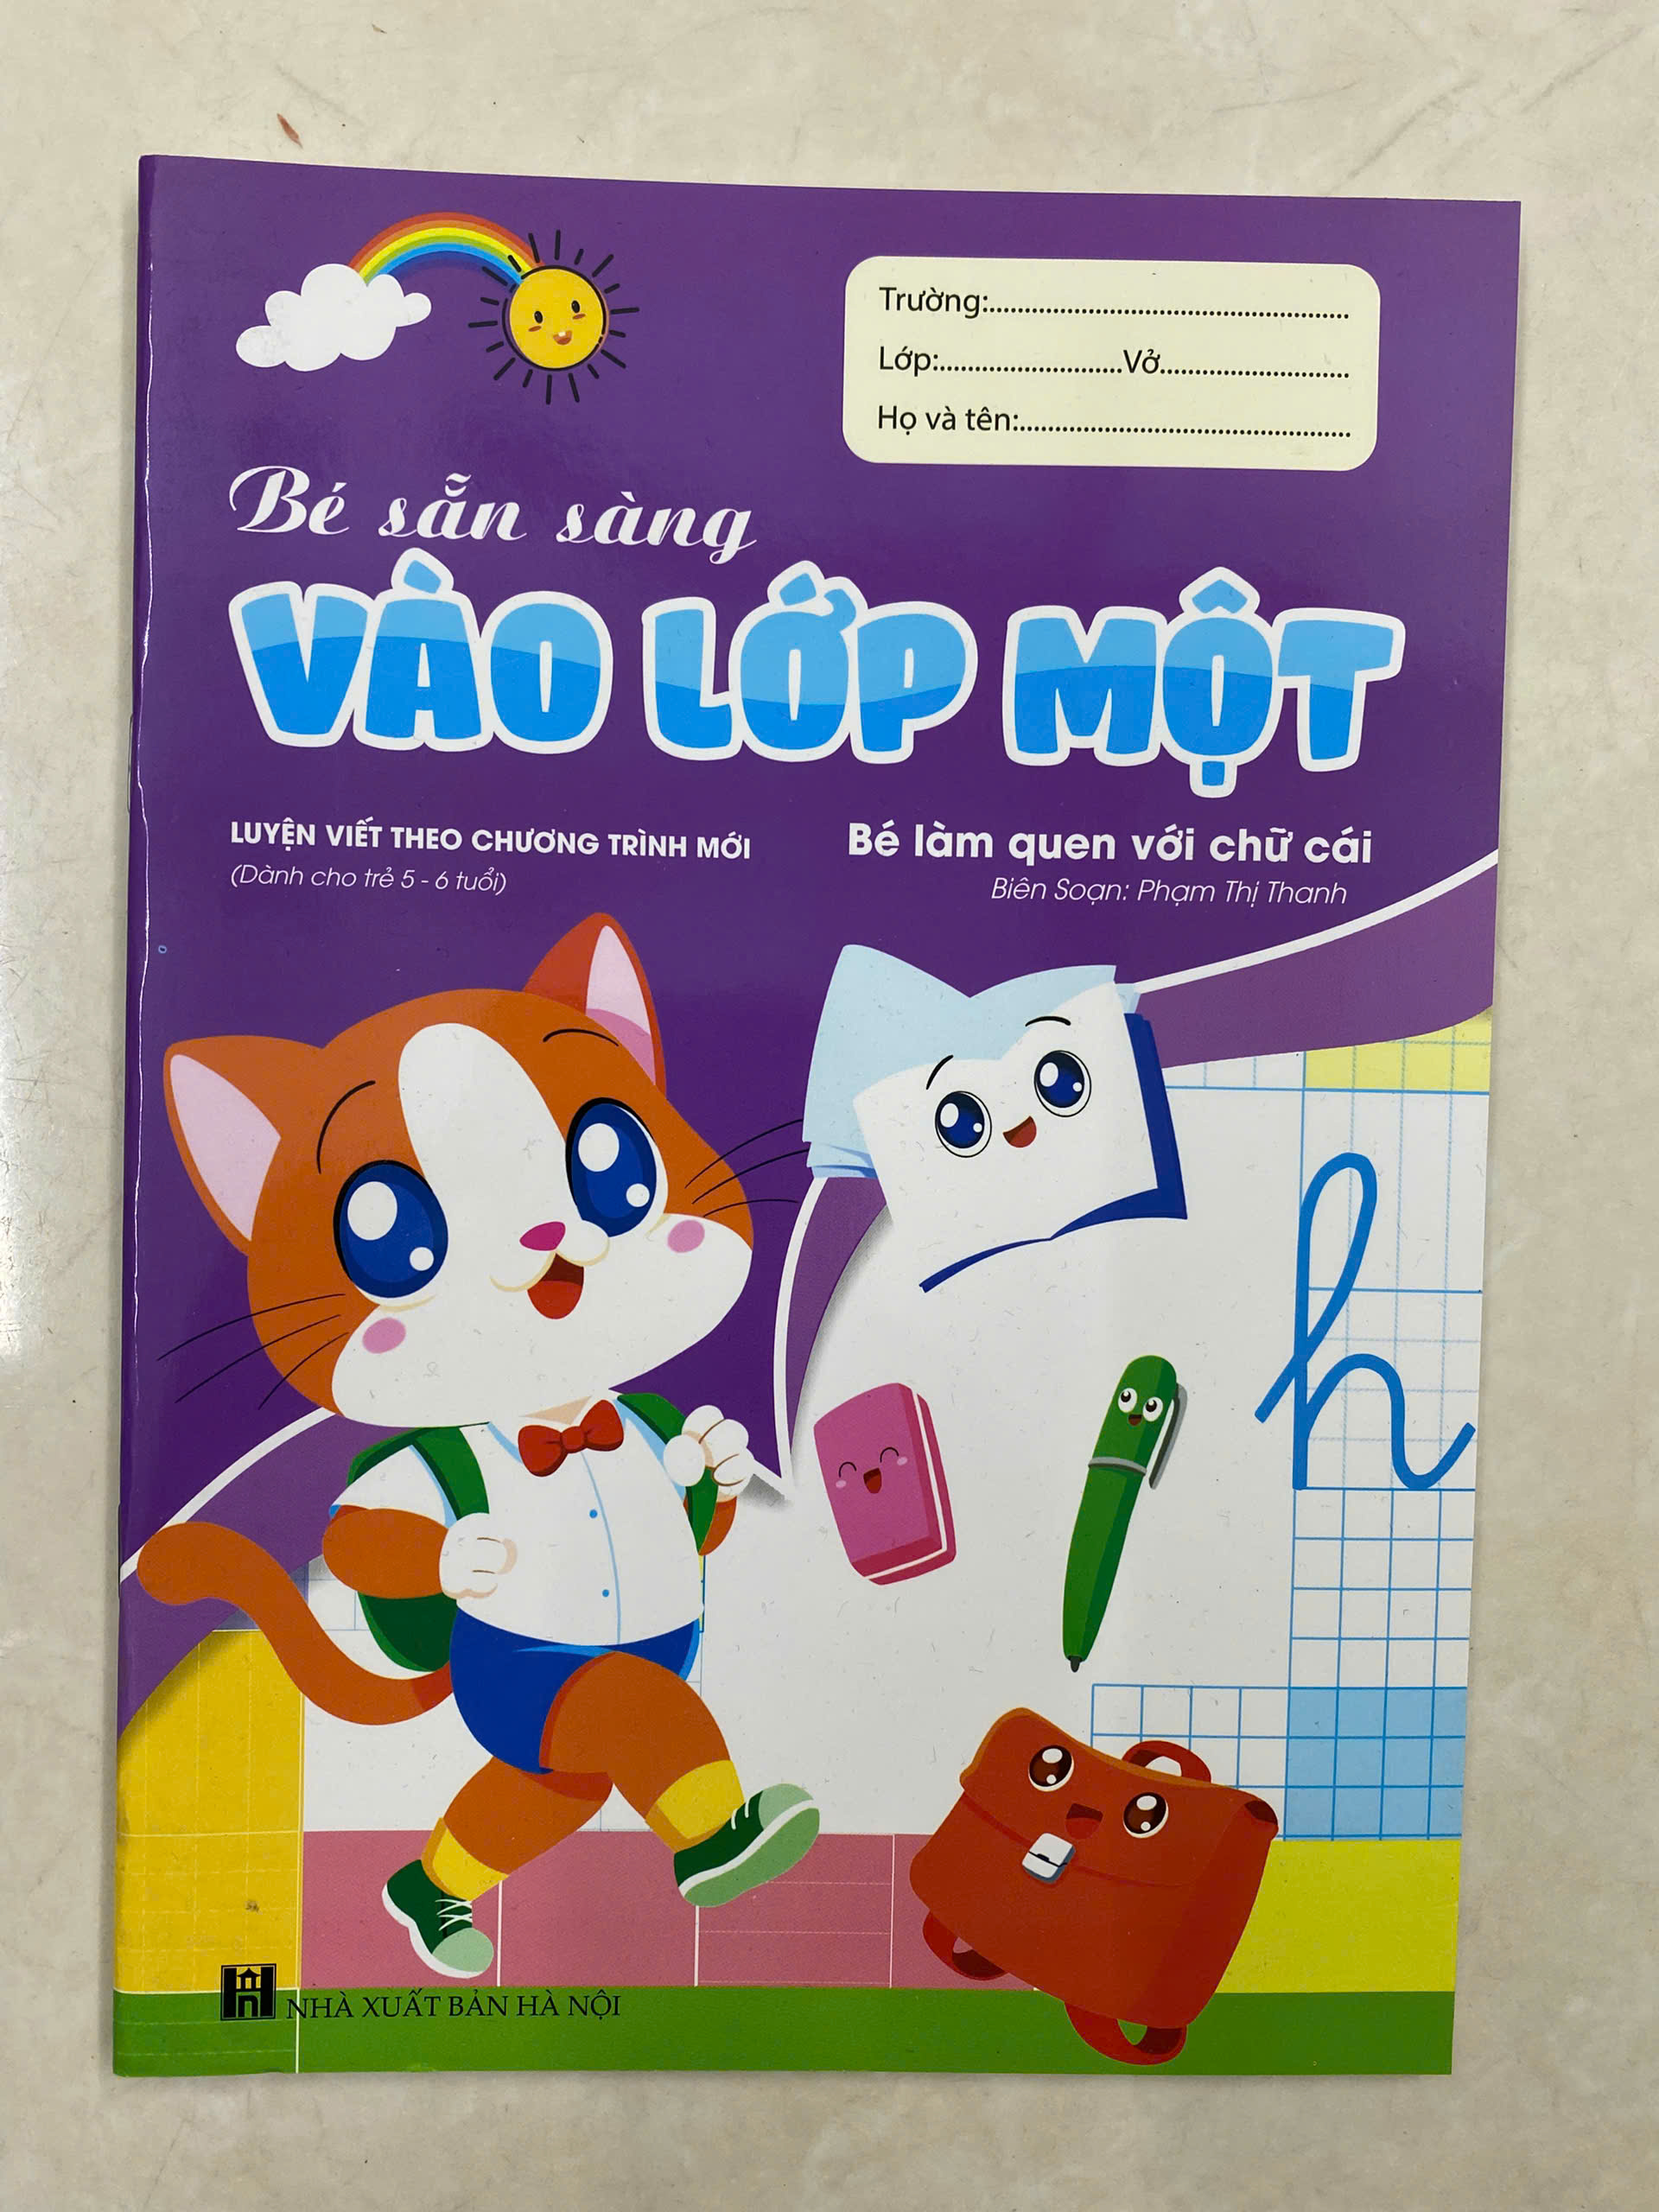 Trường:..................................................
Lớp:..........................Vở...........................
Họ và tên:...............................................
Bé sẵn sàng
VÀO LỚP MỘT
LUYỆN VIẾT THEO CHƯƠNG TRÌNH MỚI
(Dành cho trẻ 5 - 6 tuổi)
Bé làm quen với chữ cái
Biên Soạn: Phạm Thị Thanh
h
NHÀ XUẤT BẢN HÀ NỘI